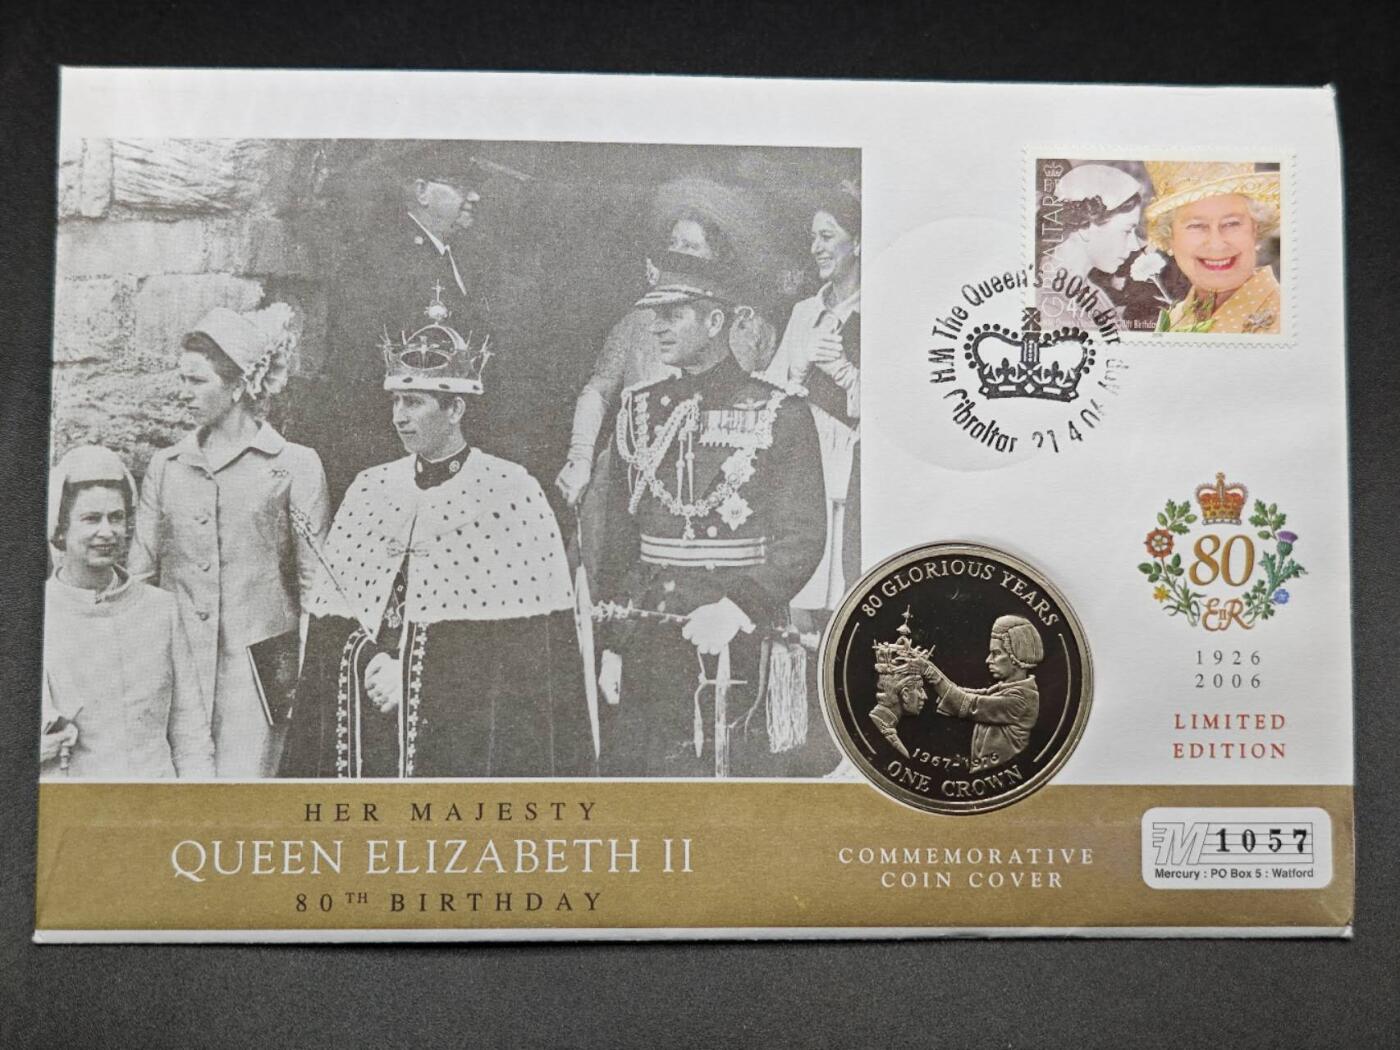 GIBRALTAR
H.M The Queen's 80th Bir
Gibraltar 21 4 06
80
EIIR
1926
2006
LIMITED
EDITION
80 GLORIOUS YEARS
1967-1976
ONE CROWN
HER MAJESTY
QUEEN ELIZABETH II
80TH BIRTHDAY
COMMEMORATIVE
COIN COVER
1057
Mercury : PO Box 5 : Watford